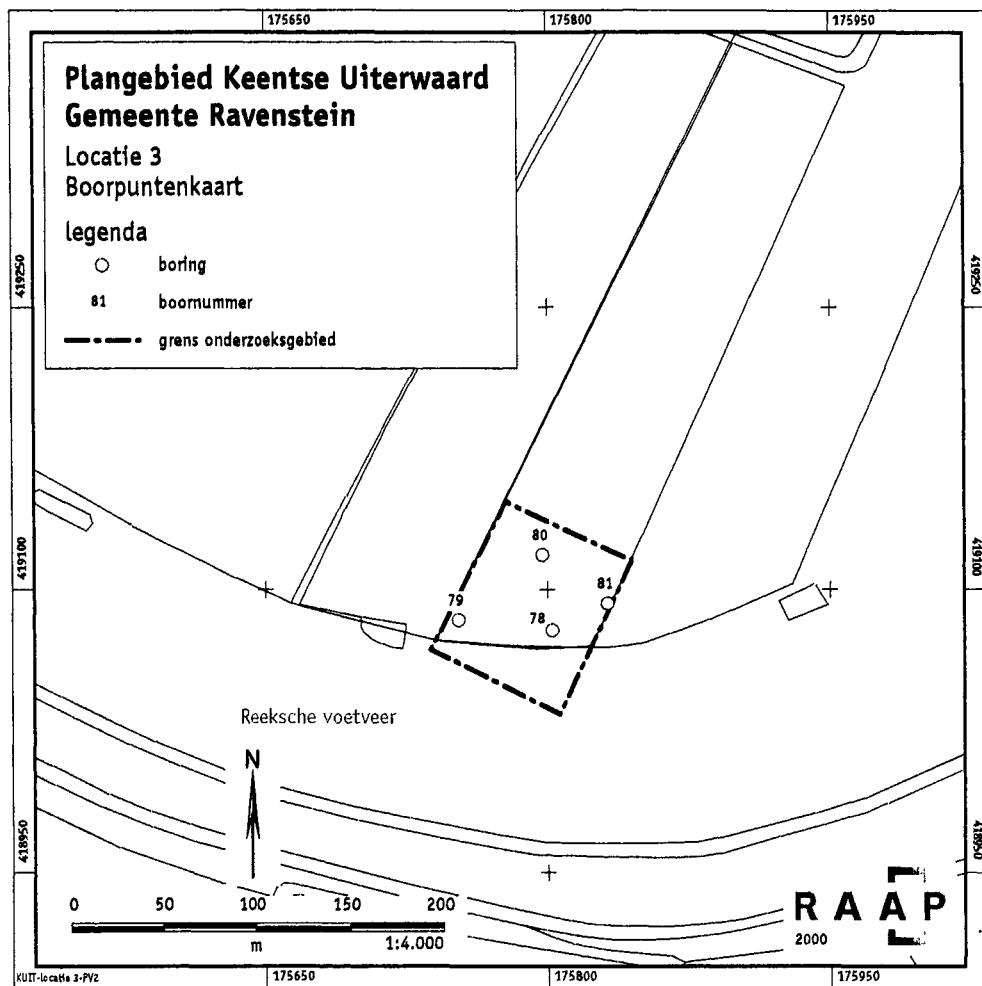 175650 175800 175950
Plangebied Keentse Uiterwaard
Gemeente Ravenstein
Locatie 3
Boorpuntenkaart
legenda
boring
81 boornummer
grens onderzoeksgebied
419250 419250
80
419100 419100
81
79
78
Reeksche voetveer
N
418950 418950
0 50 100 150 200
m 1:4.000
RAAP
2000
KUIT-locatie 3-PV2
175650 175800 175950